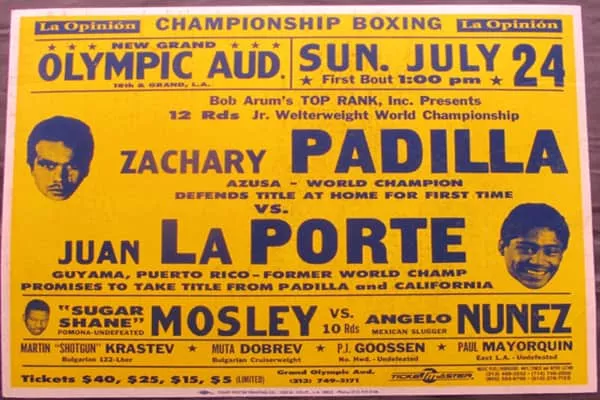 La Opinión CHAMPIONSHIP BOXING La Opinión
NEW GRAND
OLYMPIC AUD.
18th & GRAND, L.A.
SUN. JULY 24
★ First Bout 1:00 pm ★
Bob Arum's TOP RANK, Inc. Presents
12 Rds Jr. Welterweight World Championship
ZACHARY PADILLA
AZUSA - WORLD CHAMPION
DEFENDS TITLE AT HOME FOR FIRST TIME
VS.
JUAN LA PORTE
GUYAMA, PUERTO RICO - FORMER WORLD CHAMP
PROMISES TO TAKE TITLE FROM PADILLA and CALIFORNIA
"SUGAR SHANE" MOSLEY VS. ANGELO NUNEZ
POMONA-UNDEFEATED 10 Rds MEXICAN SLUGGER
MARTIN "SHOTGUN" KRASTEV ★ MUTA DOBREV ★ P.J. GOOSSEN ★ PAUL MAYORQUIN
Bulgarian 122-Lber Bulgarian Cruiserweight No. Hwd. - Undefeated East L.A. - Undefeated
Tickets $40, $25, $15, $5 (LIMITED)
Grand Olympic Aud.
(213) 749-5171
TICKETMASTER